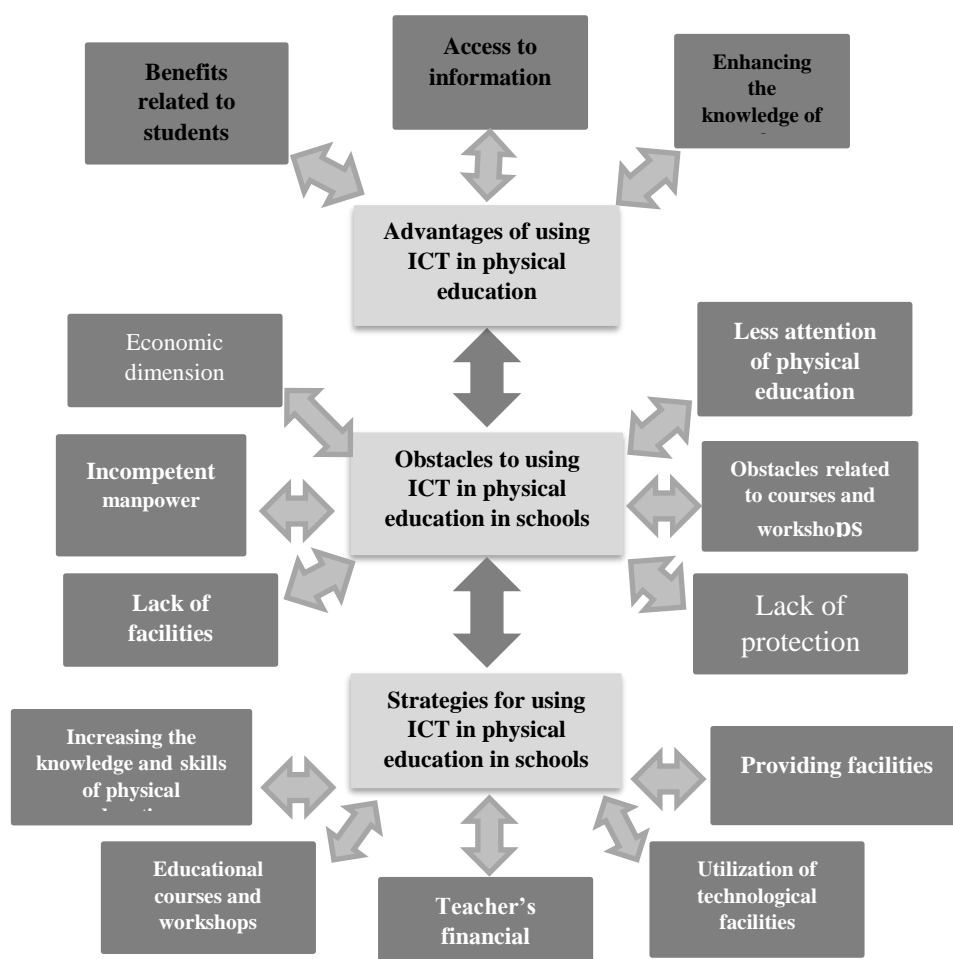 Benefits
related to
students
Access to
information
Enhancing
the
knowledge of
Advantages of using
ICT in physical
education
Economic
dimension
Less attention
of physical
education
Incompetent
manpower
Obstacles to using
ICT in physical
education in schools
Obstacles related
to courses and
workshops
Lack of
facilities
Lack of
protection
Strategies for using
ICT in physical
education in schools
Increasing the
knowledge and skills
of physical
Providing facilities
Educational
courses and
workshops
Teacher’s
financial
Utilization of
technological
facilities